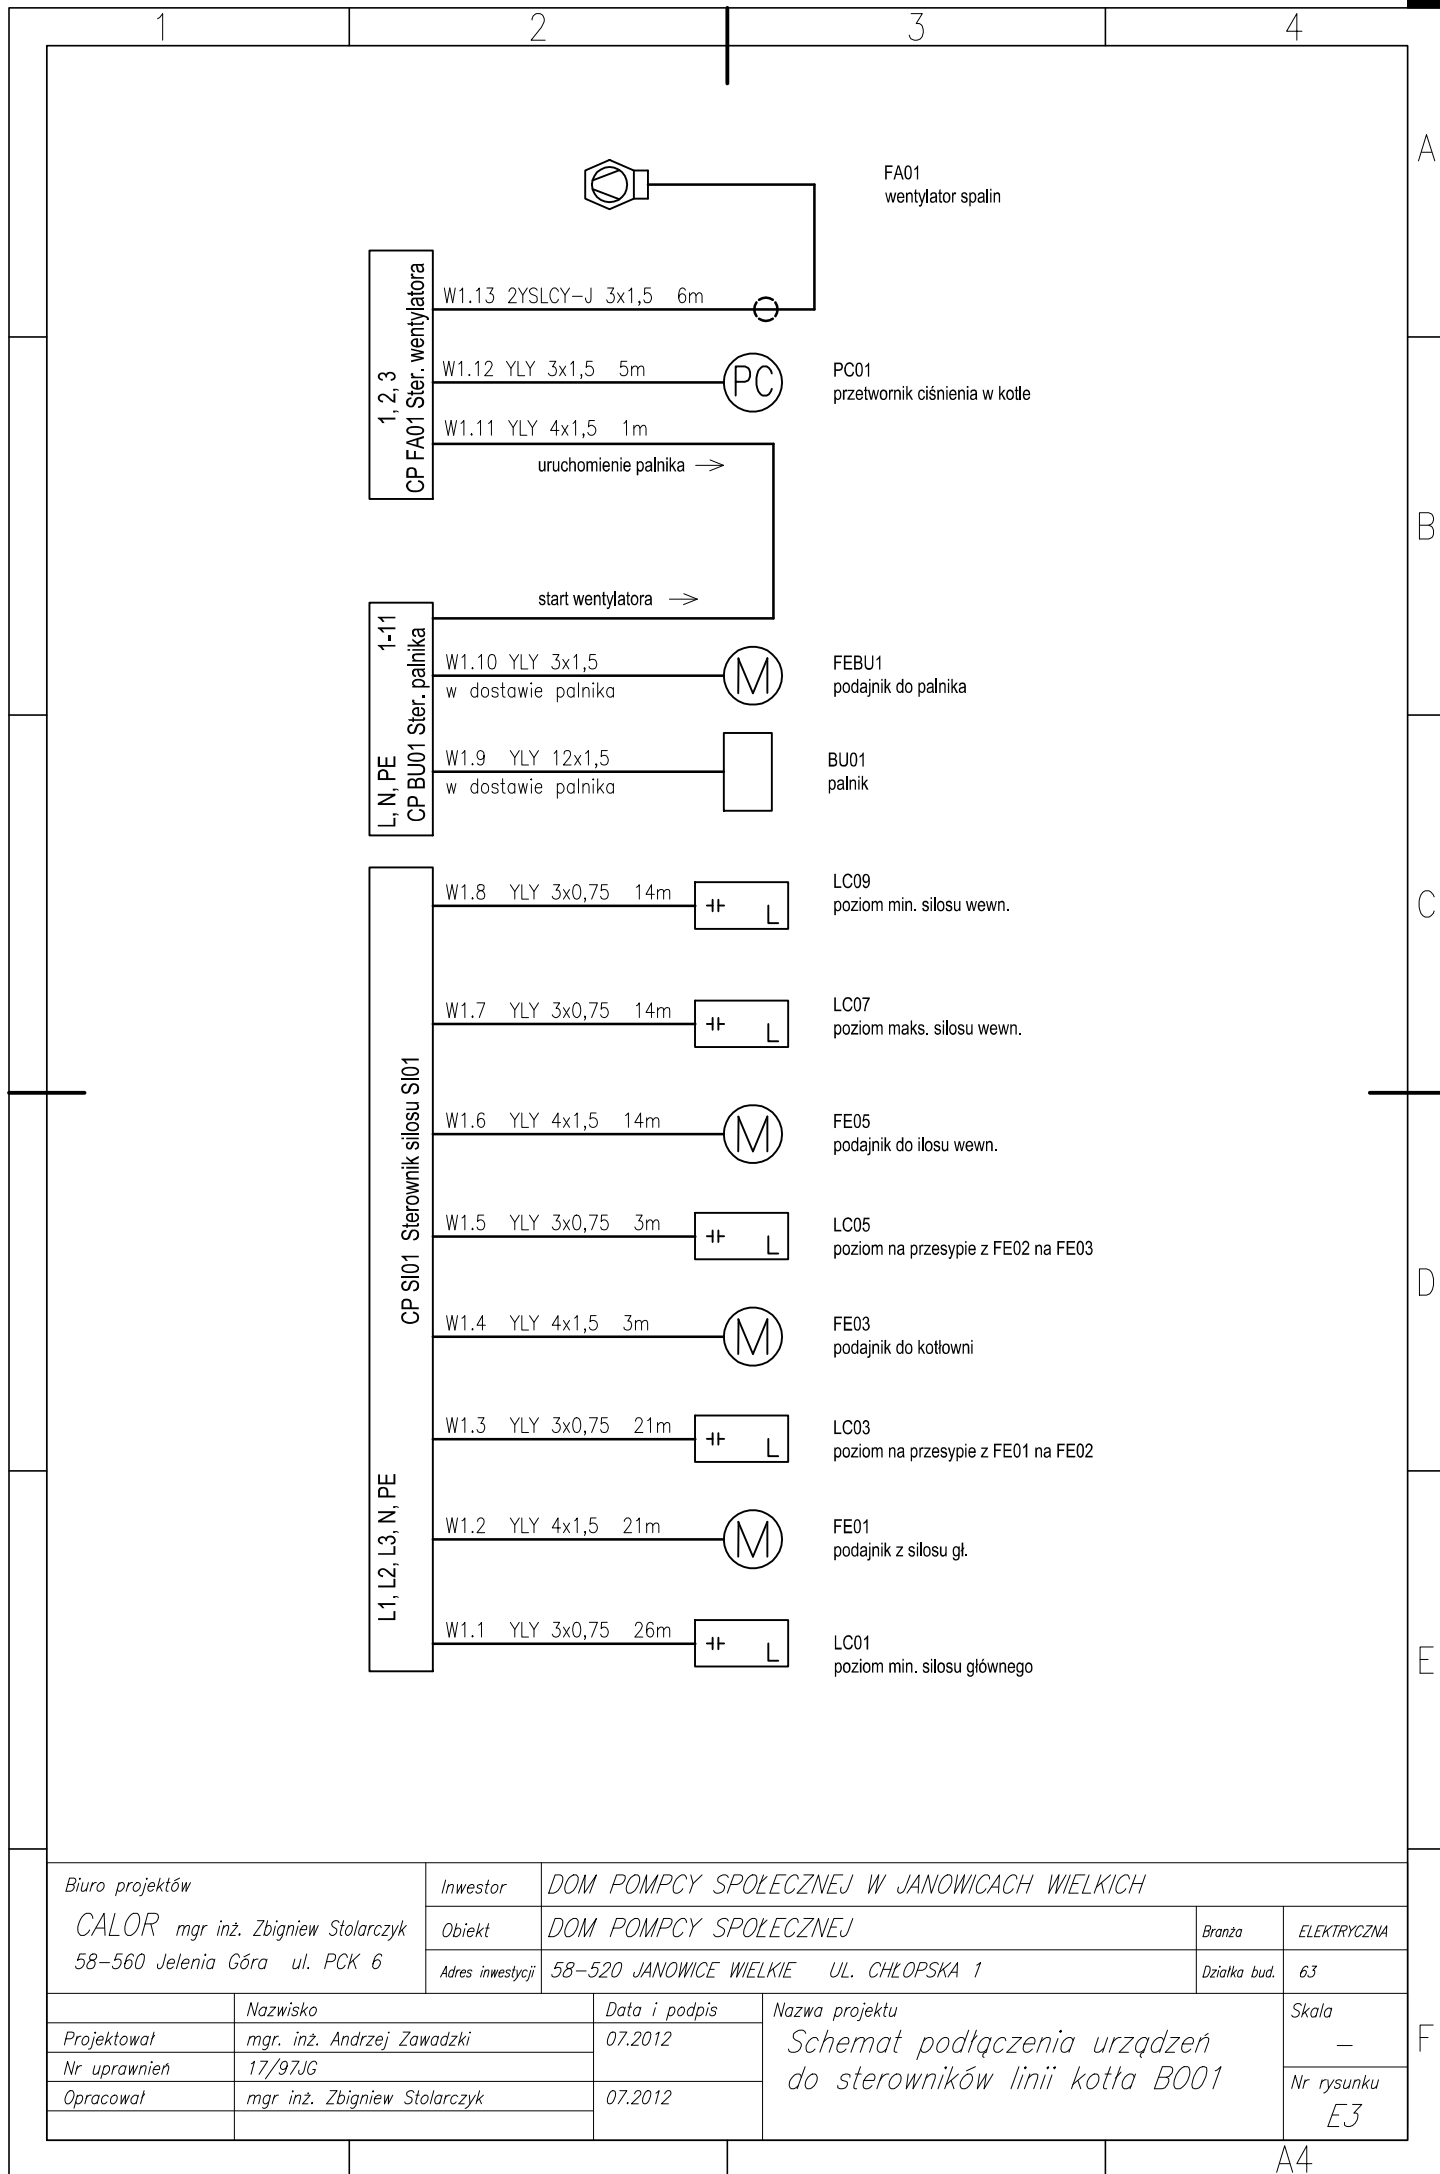 1 2 3 4
A
FA01
wentylator spalin
1, 2, 3
CP FA01 Ster. wentylatora
W1.13 2YSLCY-J 3x1,5 6m
W1.12 YLY 3x1,5 5m
PC
PC01
przetwornik ciśnienia w kotle
W1.11 YLY 4x1,5 1m
uruchomienie palnika
B
start wentylatora
L, N, PE 1-11
CP BU01 Ster. palnika
W1.10 YLY 3x1,5
w dostawie palnika
M
FEBU1
podajnik do palnika
W1.9 YLY 12x1,5
w dostawie palnika
BU01
palnik
C
L1, L2, L3, N, PE
CP SI01 Sterownik silosu SI01
W1.8 YLY 3x0,75 14m
L
LC09
poziom min. silosu wewn.
W1.7 YLY 3x0,75 14m
L
LC07
poziom maks. silosu wewn.
W1.6 YLY 4x1,5 14m
M
FE05
podajnik do ilosu wewn.
W1.5 YLY 3x0,75 3m
L
LC05
poziom na przesypie z FE02 na FE03
D
W1.4 YLY 4x1,5 3m
M
FE03
podajnik do kotłowni
W1.3 YLY 3x0,75 21m
L
LC03
poziom na przesypie z FE01 na FE02
W1.2 YLY 4x1,5 21m
M
FE01
podajnik z silosu gł.
W1.1 YLY 3x0,75 26m
L
LC01
poziom min. silosu głównego
E
Biuro projektów
CALOR mgr inż. Zbigniew Stolarczyk
58-560 Jelenia Góra ul. PCK 6
Inwestor DOM POMPCY SPOŁECZNEJ W JANOWICACH WIELKICH
Obiekt DOM POMPCY SPOŁECZNEJ Branża ELEKTRYCZNA
Adres inwestycji 58-520 JANOWICE WIELKIE UL. CHŁOPSKA 1 Działka bud. 63
Nazwisko Data i podpis
Projektował mgr. inż. Andrzej Zawadzki 07.2012
Nr uprawnień 17/97JG
Opracował mgr inż. Zbigniew Stolarczyk 07.2012
Nazwa projektu
Schemat podłączenia urządzeń
do sterowników linii kotła BO01
Skala
—
Nr rysunku
E3
F
A4